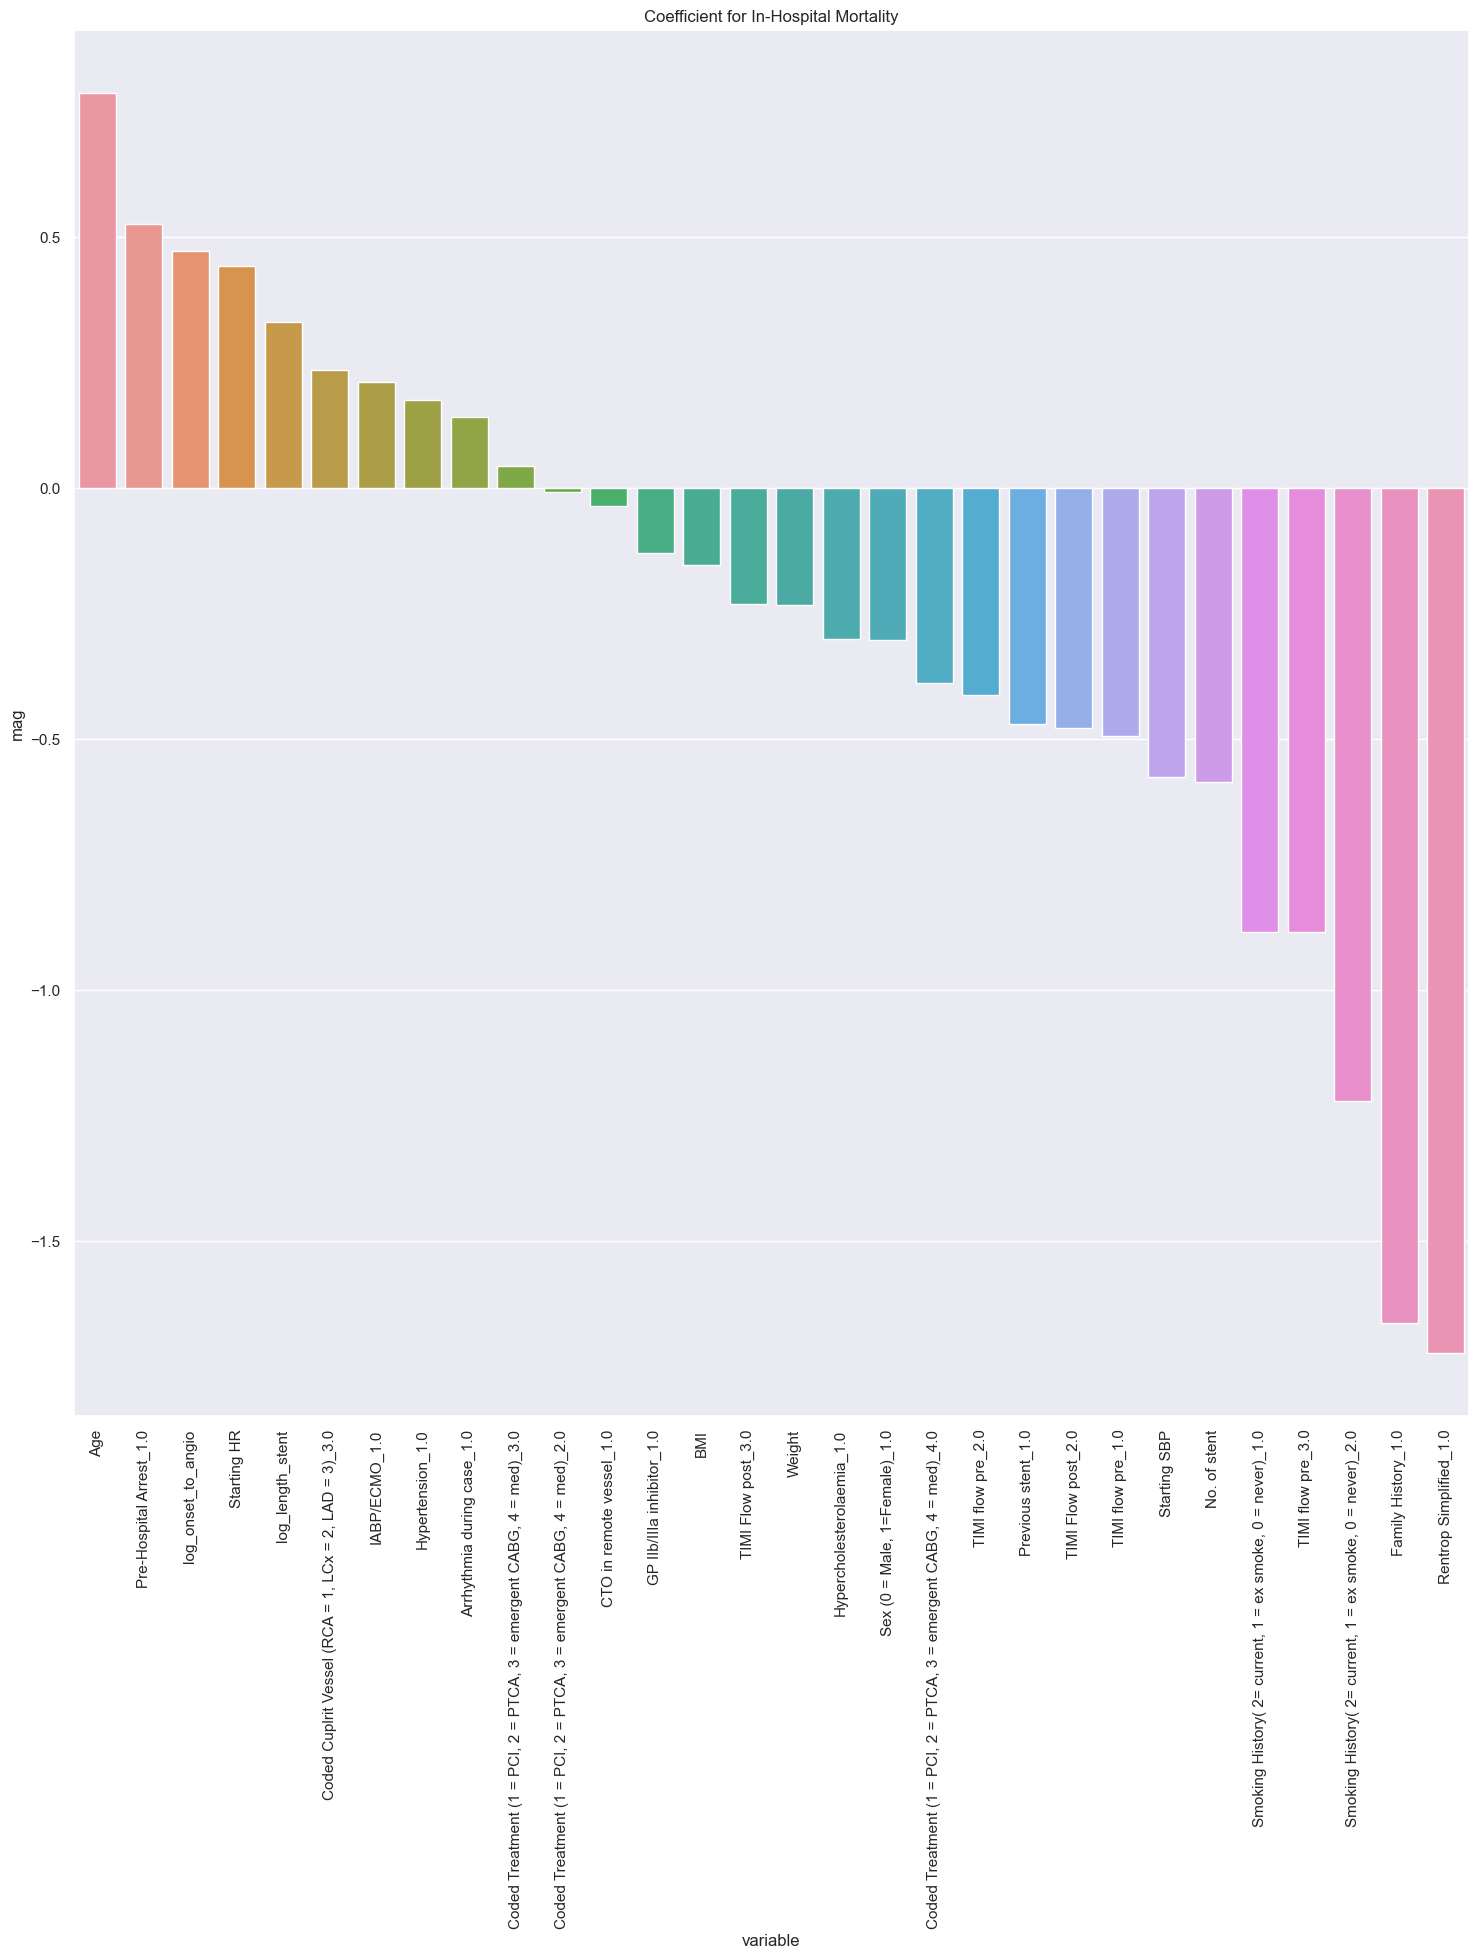 Coefficient for In-Hospital Mortality
mag
0.5
0.0
−0.5
−1.0
−1.5
Age
Pre-Hospital Arrest_1.0
log_onset_to_angio
Starting HR
log_length_stent
Coded Cuplrit Vessel (RCA = 1, LCx = 2, LAD = 3)_3.0
IABP/ECMO_1.0
Hypertension_1.0
Arrhythmia during case_1.0
Coded Treatment (1 = PCI, 2 = PTCA, 3 = emergent CABG, 4 = med)_3.0
Coded Treatment (1 = PCI, 2 = PTCA, 3 = emergent CABG, 4 = med)_2.0
CTO in remote vessel_1.0
GP IIb/IIIa inhibitor_1.0
BMI
TIMI Flow post_3.0
Weight
Hypercholesterolaemia_1.0
Sex (0 = Male, 1=Female)_1.0
Coded Treatment (1 = PCI, 2 = PTCA, 3 = emergent CABG, 4 = med)_4.0
TIMI flow pre_2.0
Previous stent_1.0
TIMI Flow post_2.0
TIMI flow pre_1.0
Starting SBP
No. of stent
Smoking History( 2= current, 1 = ex smoke, 0 = never)_1.0
TIMI flow pre_3.0
Smoking History( 2= current, 1 = ex smoke, 0 = never)_2.0
Family History_1.0
Rentrop Simplified_1.0
variable